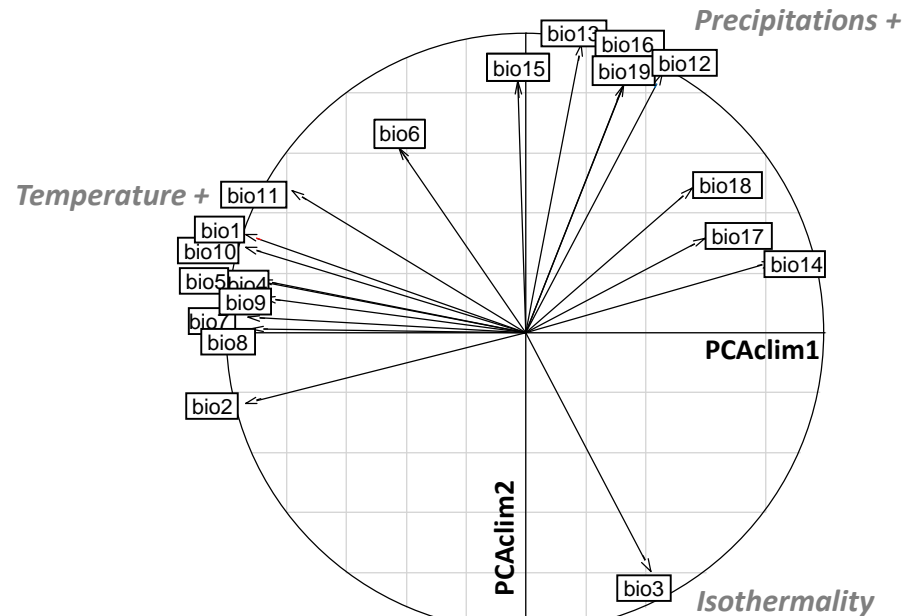 Precipitations +
bio13
bio16
bio15
bio19
bio12
bio6
Temperature +
bio11
bio18
bio1
bio17
bio10
bio14
bio5
bio4
bio9
bio7
bio8
PCAclim1
bio2
PCAclim2
bio3
Isothermality